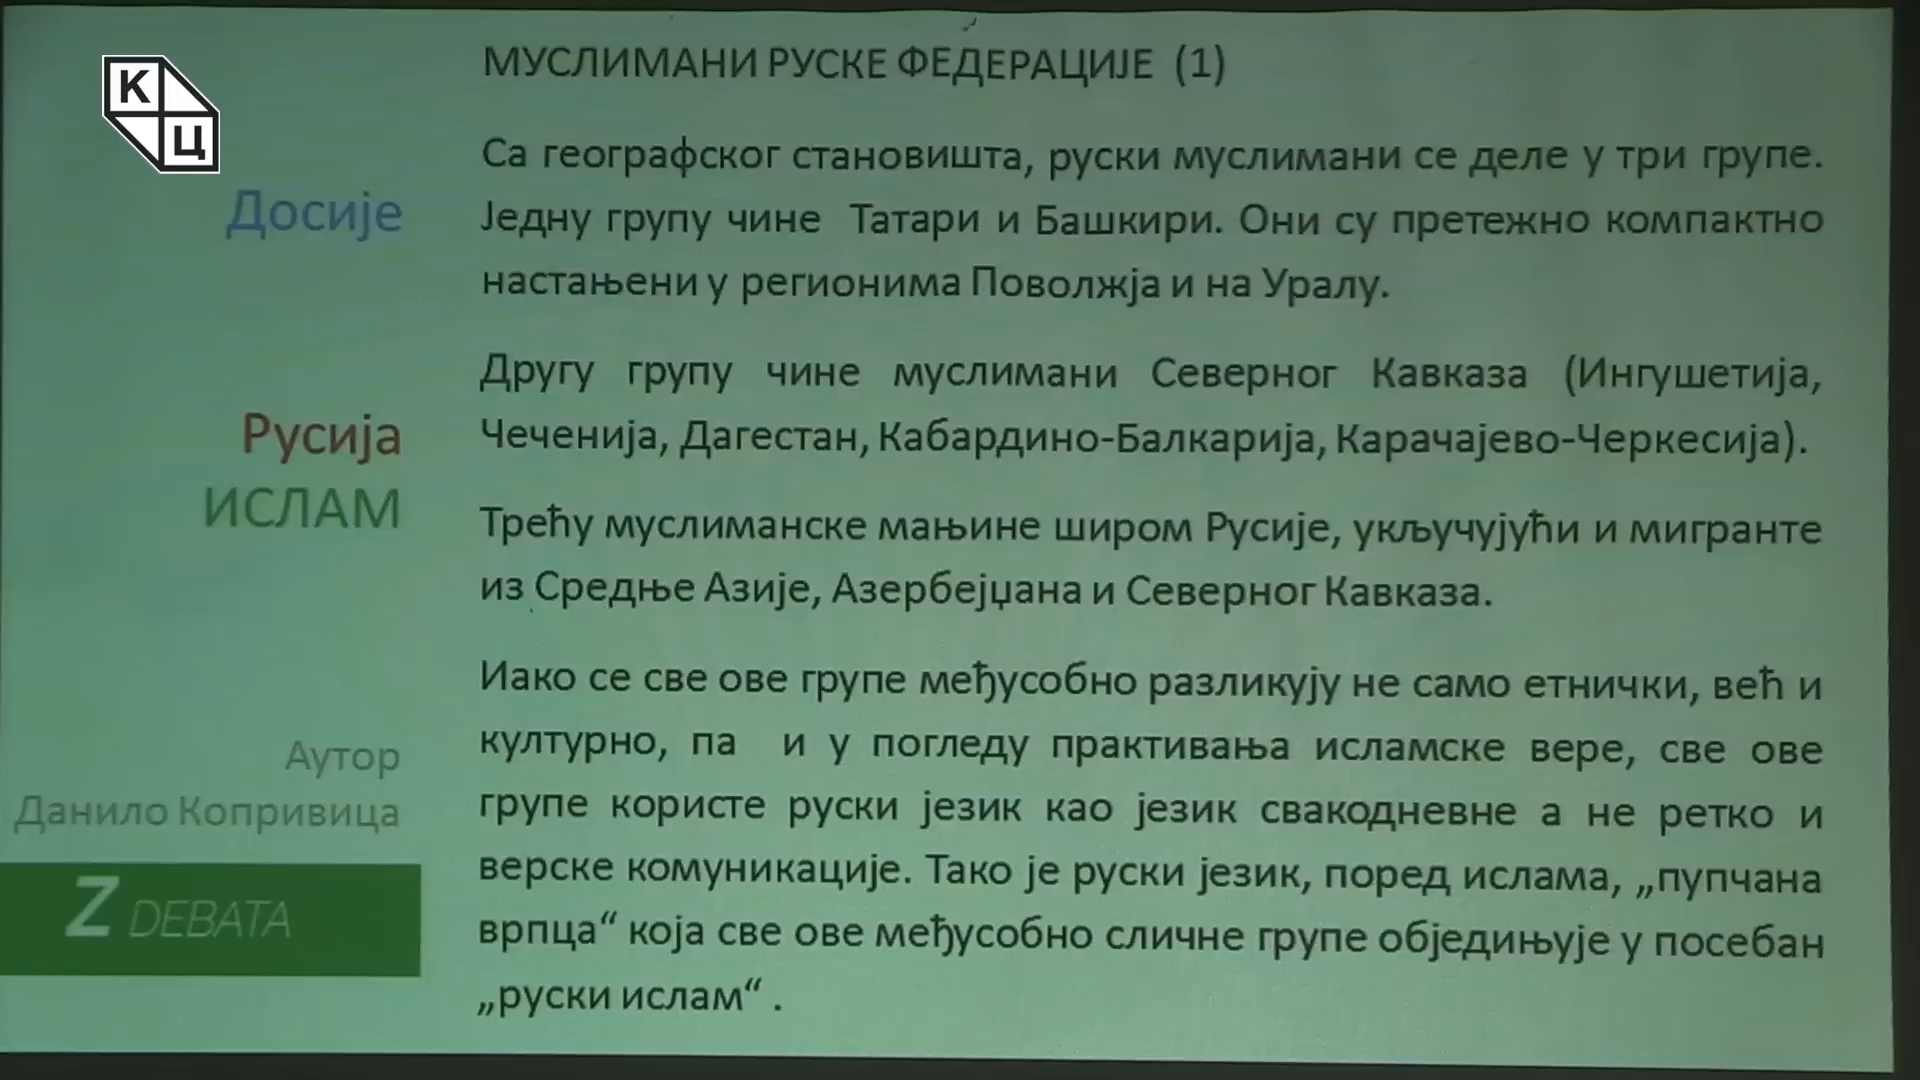 К
Ц
МУСЛИМАНИ РУСКЕ ФЕДЕРАЦИЈЕ (1)
Са географског становишта, руски муслимани се деле у три групе.
Једну групу чине Татари и Башкири. Они су претежно компактно
настањени у регионима Поволжја и на Уралу.
Другу групу чине муслимани Северног Кавказа (Ингушетија,
Чеченија, Дагестан, Кабардино-Балкарија, Карачајево-Черкесија).
Трећу муслиманске мањине широм Русије, укључујући и мигранте
из Средње Азије, Азербејџана и Северног Кавказа.
Иако се све ове групе међусобно разликују не само етнички, већ и
културно, па и у погледу практивања исламске вере, све ове
групе користе руски језик као језик свакодневне а не ретко и
верске комуникације. Тако је руски језик, поред ислама, „пупчана
врпца“ која све ове међусобно сличне групе обједињује у посебан
„руски ислам“ .
Досије
Русија
ИСЛАМ
Аутор
Данило Копривица
Z DEBATA